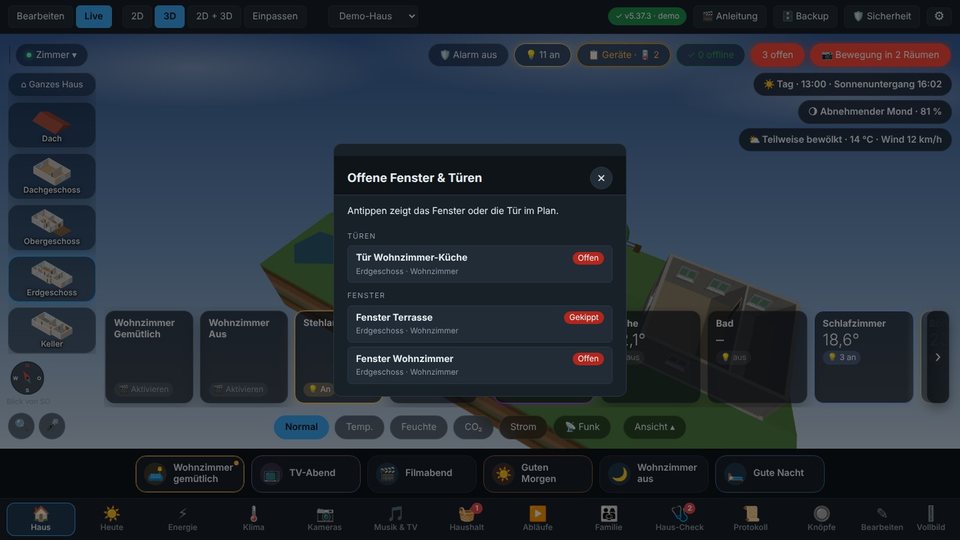 Bearbeiten Live 2D 3D 2D + 3D Einpassen Demo-Haus ✓ v5.37.3 · demo Anleitung Backup Sicherheit
Zimmer ▾ Alarm aus 11 an Geräte · 2 ✓ 0 offline 3 offen Bewegung in 2 Räumen
⌂ Ganzes Haus
Tag · 13:00 · Sonnenuntergang 16:02
Abnehmender Mond · 81 %
Teilweise bewölkt · 14 °C · Wind 12 km/h
Dach
Dachgeschoss
Obergeschoss
Erdgeschoss
Keller
Offene Fenster & Türen
Antippen zeigt das Fenster oder die Tür im Plan.
TÜREN
Tür Wohnzimmer-Küche Offen
Erdgeschoss · Wohnzimmer
FENSTER
Fenster Terrasse Gekippt
Erdgeschoss · Wohnzimmer
Fenster Wohnzimmer Offen
Erdgeschoss · Wohnzimmer
Wohnzimmer
Gemütlich
Aktivieren
Wohnzimmer
Aus
Aktivieren
An
Bad
–
aus
Schlafzimmer
18,6°
3 an
Blick von SO
Normal Temp. Feuchte CO₂ Strom Funk Ansicht ▴
Wohnzimmer
gemütlich
TV-Abend
Filmabend
Guten
Morgen
Wohnzimmer
aus
Gute Nacht
Haus Heute Energie Klima Kameras Musik & TV Haushalt 1 Abläufe Familie Haus-Check 2 Protokoll Knöpfe Bearbeiten Vollbild